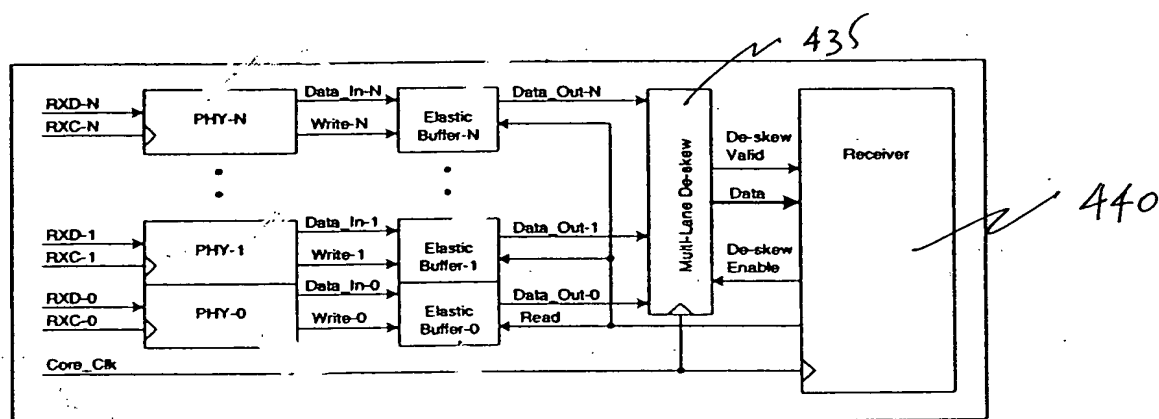 435
RXD-N
RXC-N
PHY-N
Data_In-N
Write-N
Elastic
Buffer-N
Data_Out-N
Multi-Lane De-skew
De-skew
Valid
Data
De-skew
Enable
Receiver
440
RXD-1
RXC-1
PHY-1
Data_In-1
Write-1
Elastic
Buffer-1
Data_Out-1
RXD-0
RXC-0
PHY-0
Data_In-0
Write-0
Elastic
Buffer-0
Data_Out-0
Read
Core_Clk